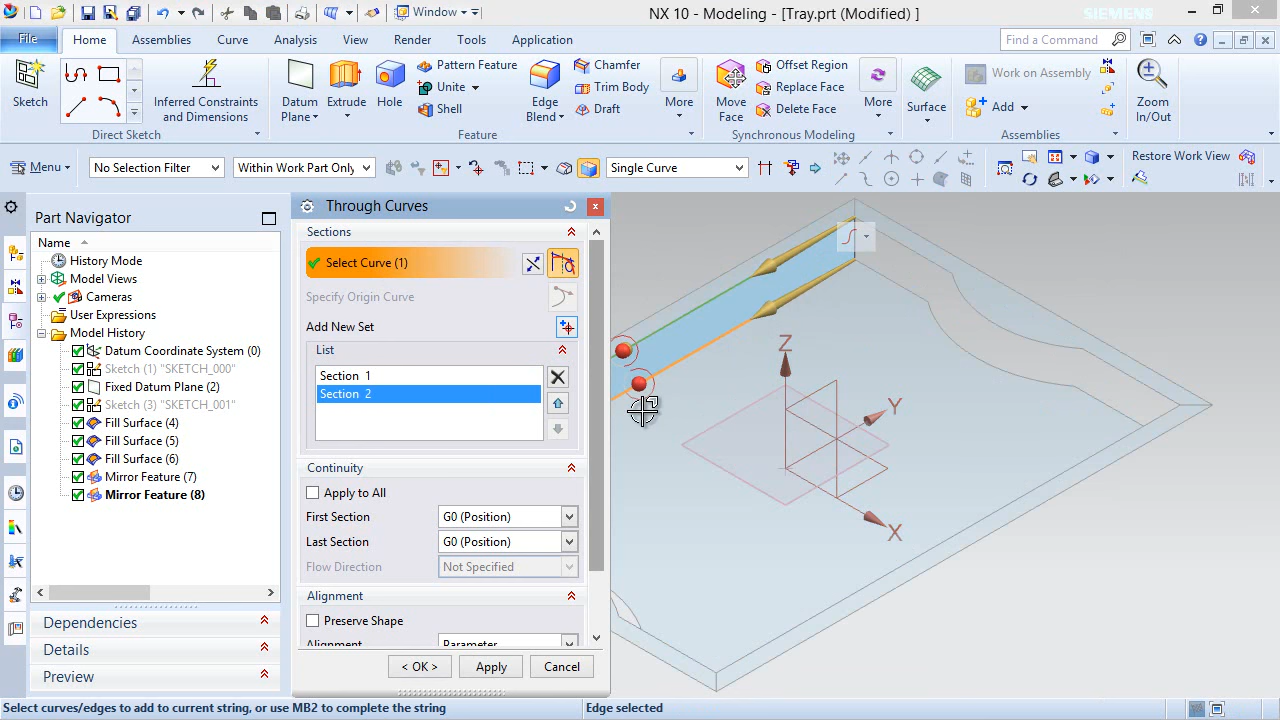 NX 10 - Modeling - [Tray.prt (Modified) ]
SIEMENS
Window
File
Home
Assemblies
Curve
Analysis
View
Render
Tools
Application
Find a Command
Sketch
Direct Sketch
Inferred Constraints
and Dimensions
Datum
Plane
Extrude
Hole
Pattern Feature
Unite
Shell
Edge
Blend
Chamfer
Trim Body
Draft
More
Feature
Move
Face
Offset Region
Replace Face
Delete Face
More
Synchronous Modeling
Surface
Work on Assembly
Add
Assemblies
Zoom
In/Out
Menu
No Selection Filter
Within Work Part Only
Single Curve
Restore Work View
Part Navigator
Name
History Mode
Model Views
Cameras
User Expressions
Model History
Datum Coordinate System (0)
Sketch (1) "SKETCH_000"
Fixed Datum Plane (2)
Sketch (3) "SKETCH_001"
Fill Surface (4)
Fill Surface (5)
Fill Surface (6)
Mirror Feature (7)
Mirror Feature (8)
Dependencies
Details
Preview
Through Curves
Sections
Select Curve (1)
Specify Origin Curve
Add New Set
List
Section 1
Section 2
Continuity
Apply to All
First Section
G0 (Position)
Last Section
G0 (Position)
Flow Direction
Not Specified
Alignment
Preserve Shape
Alignment
Parameter
< OK >
Apply
Cancel
Z
Y
X
Select curves/edges to add to current string, or use MB2 to complete the string
Edge selected